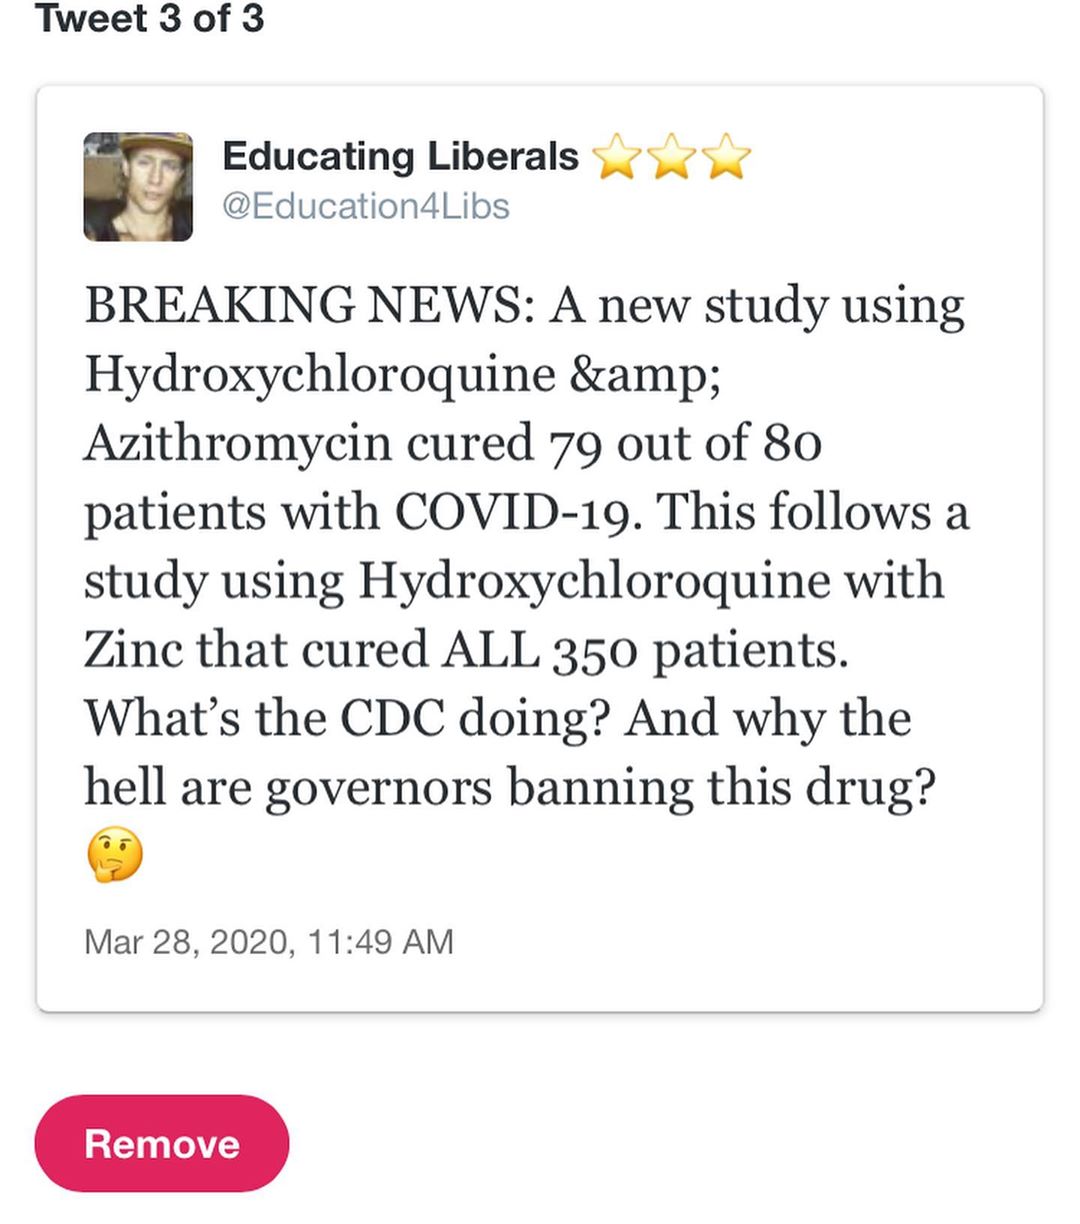 Tweet 3 of 3
Educating Liberals ⭐⭐⭐
@Education4Libs
BREAKING NEWS: A new study using
Hydroxychloroquine &amp;
Azithromycin cured 79 out of 80
patients with COVID-19. This follows a
study using Hydroxychloroquine with
Zinc that cured ALL 350 patients.
What’s the CDC doing? And why the
hell are governors banning this drug?
🤔
Mar 28, 2020, 11:49 AM
Remove